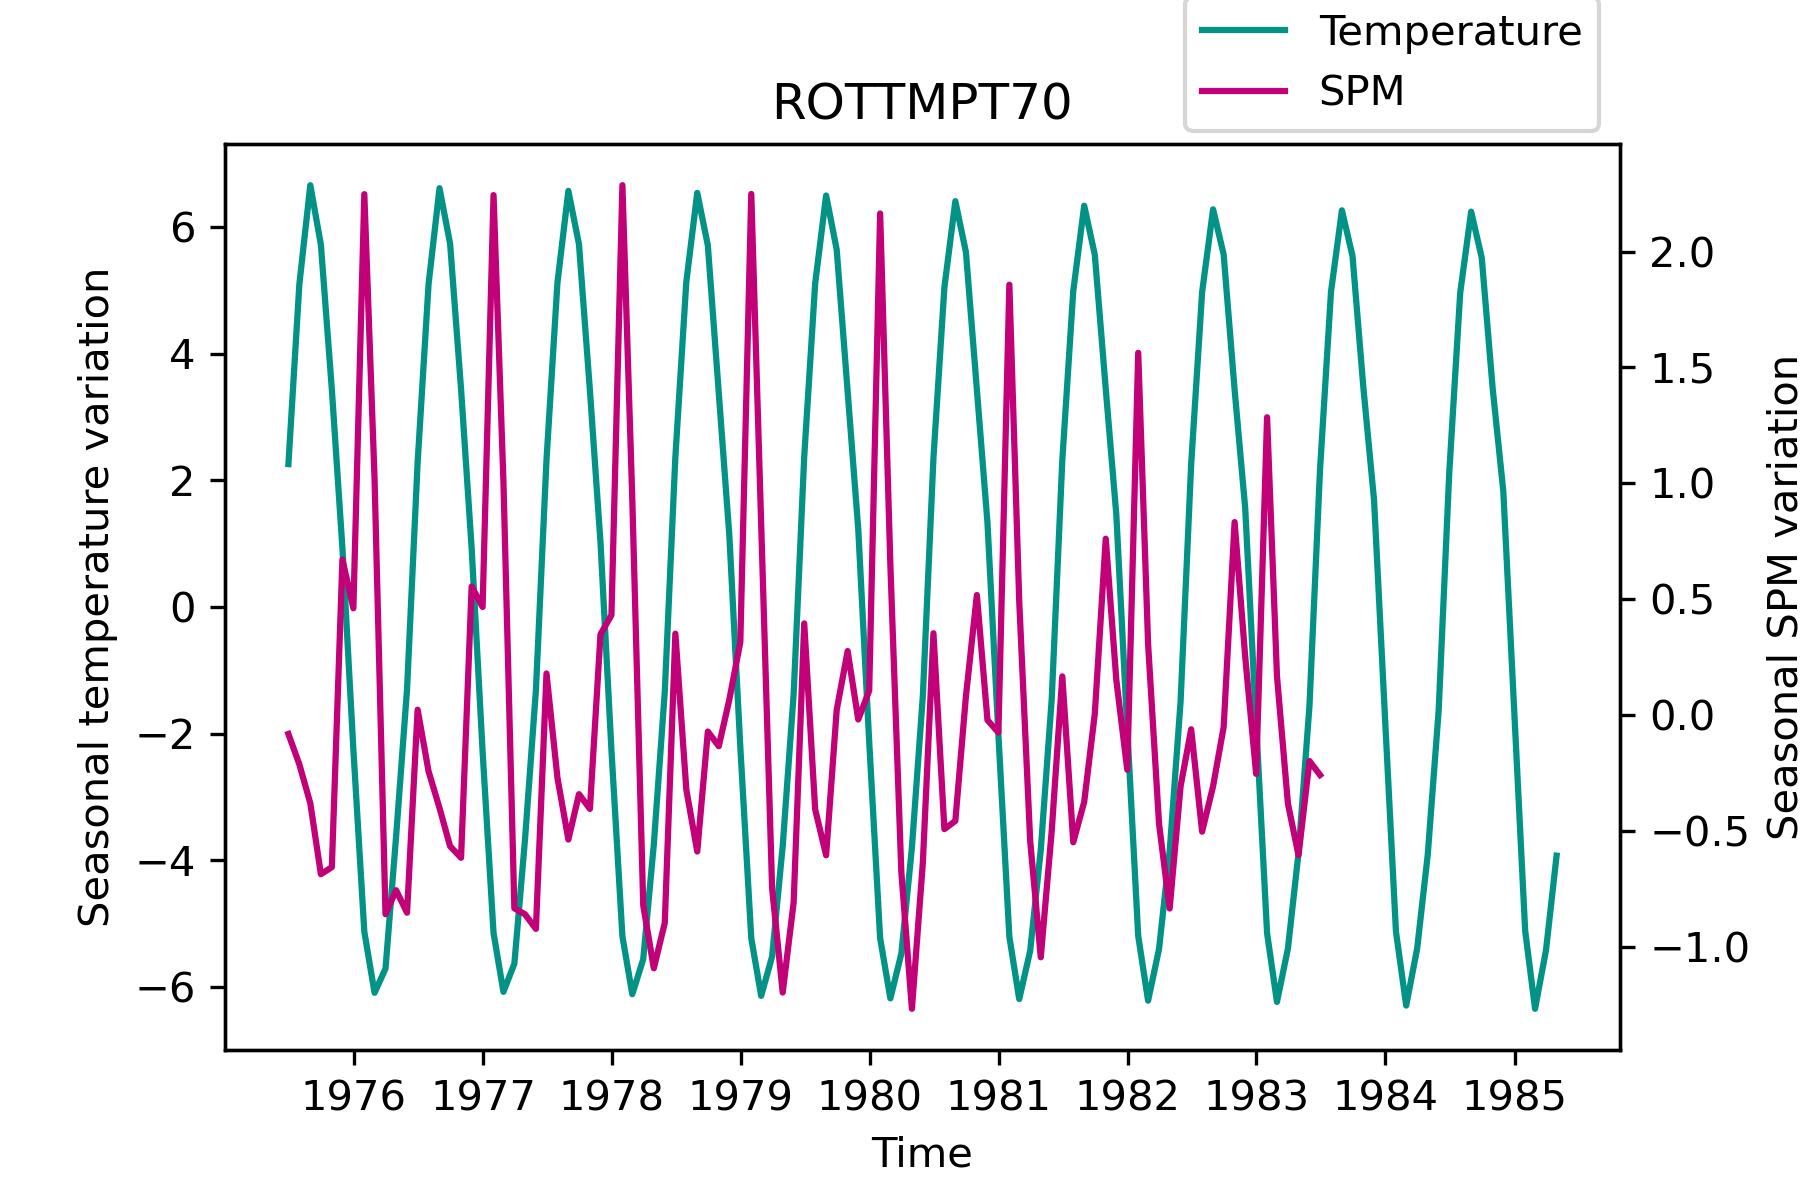 Temperature
SPM
ROTTMPT70
Seasonal temperature variation
6
4
2
0
−2
−4
−6
2.0
1.5
1.0
0.5
0.0
−0.5
−1.0
Seasonal SPM variation
1976 1977 1978 1979 1980 1981 1982 1983 1984 1985
Time